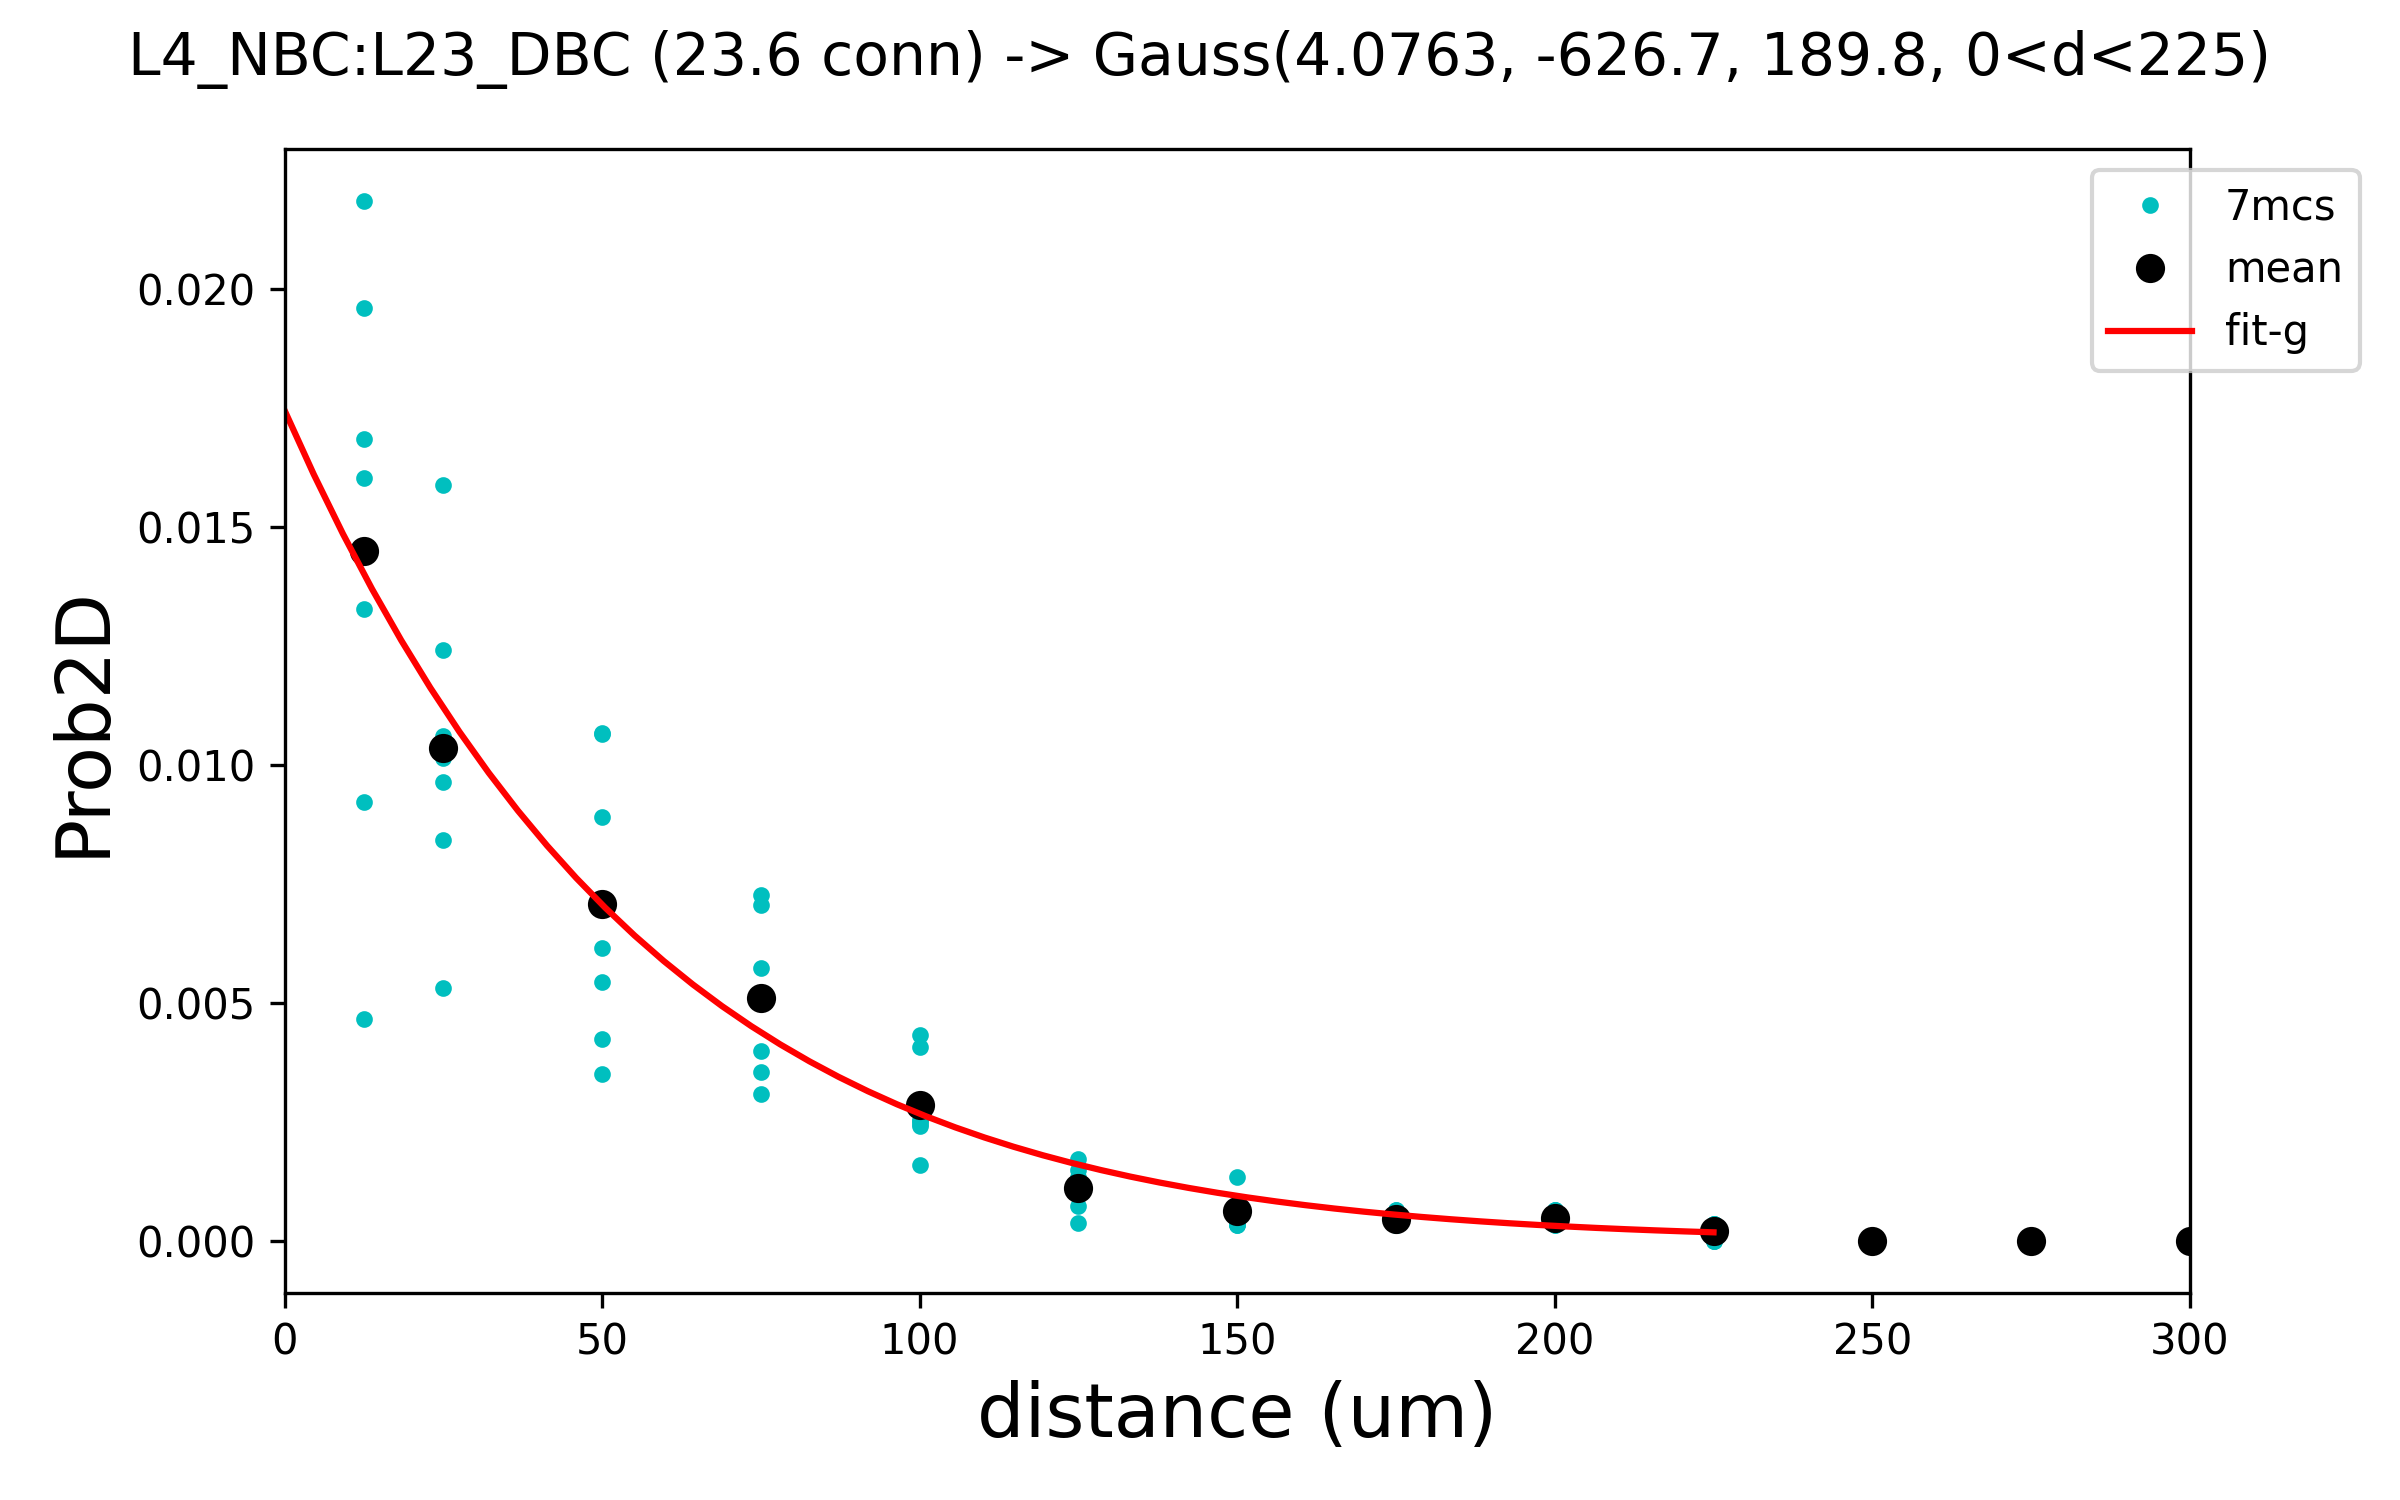 L4_NBC:L23_DBC (23.6 conn) -> Gauss(4.0763, -626.7, 189.8, 0<d<225)
7mcs
mean
fit-g
Prob2D
0.020
0.015
0.010
0.005
0.000
0 50 100 150 200 250 300
distance (um)